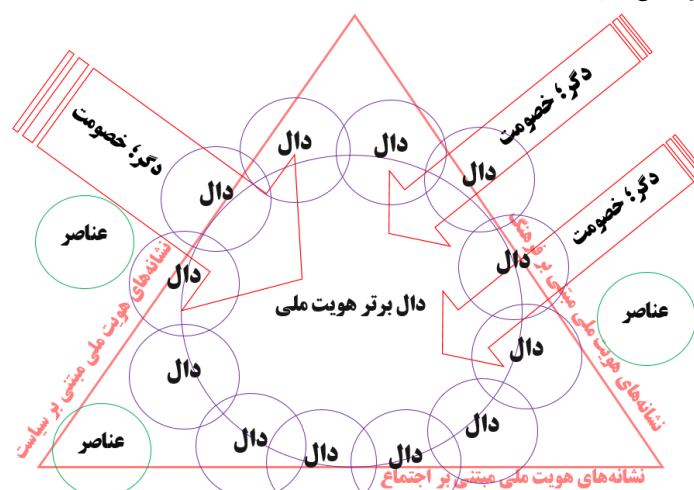 دگر؛ خصومت
دگر؛ خصومت
دگر؛ خصومت
دال
دال
دال
دال
دال
دال
دال
دال
دال
دال
دال
دال
عناصر
عناصر
عناصر
دال برتر هویت ملی
نشانه‌های هویت ملی مبتنی بر فرهنگ
نشانه‌های هویت ملی مبتنی بر سیاست
نشانه‌های هویت ملی مبتنی بر اجتماع